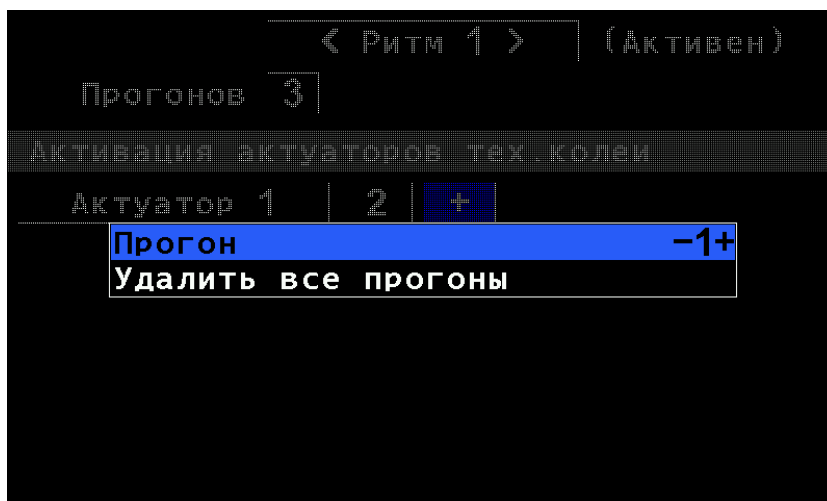 < Ритм 1 > (Активен)
Прогонов 3
Активация актуаторов тех.колеи
Актуатор 1 2 +
Прогон −1+
Удалить все прогоны